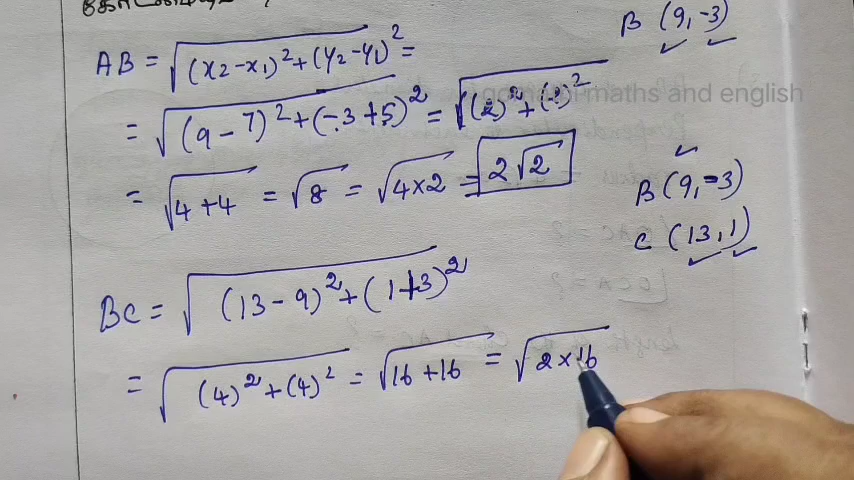 B (9, -3)
AB = √(x₂-x₁)² + (y₂-y₁)² =
= √(9-7)² + (-3+5)² = √(2)² + (2)²
gomathi maths and english
= √4+4 = √8 = √4×2 = 2√2
B (9, -3)
C (13, 1)
BC = √(13-9)² + (1+3)²
= √(4)² + (4)² = √16+16 = √2×16